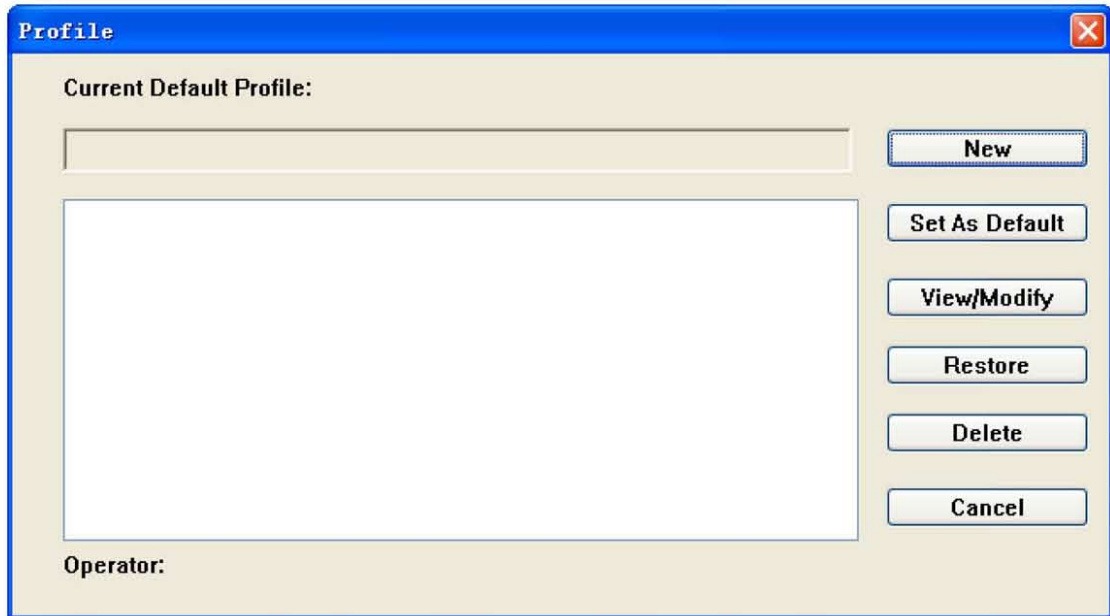 Profile
Current Default Profile:
New
Set As Default
View/Modify
Restore
Delete
Cancel
Operator: